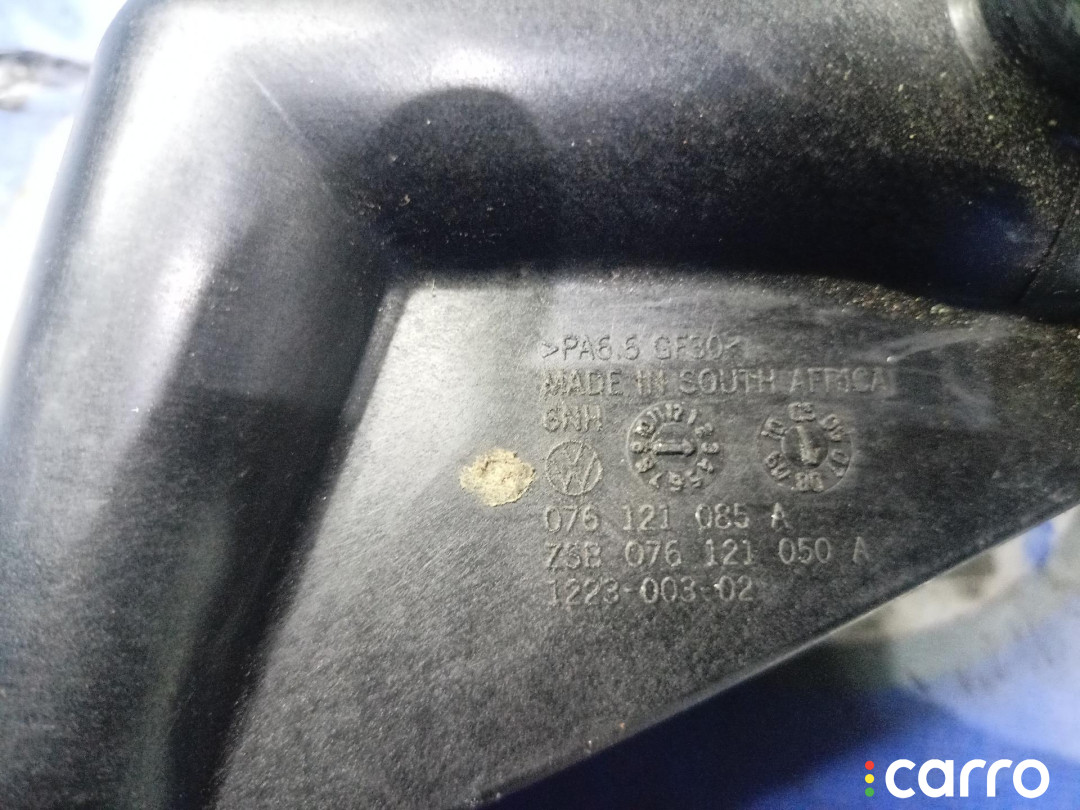 >PA6.6 GF30<
MADE IN SOUTH AFRICA
SNH
VW
076 121 085 A
ZSB 076 121 050 A
1223-003-02
carro